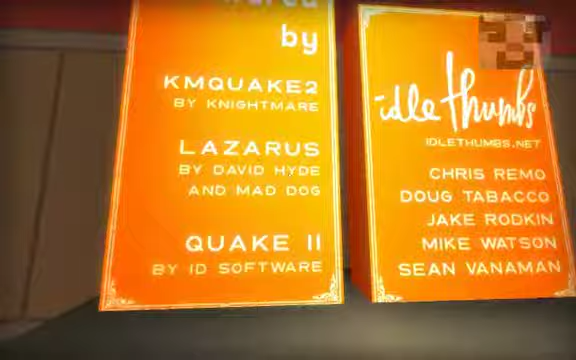 by
KMQUAKE2
BY KNIGHTMARE
LAZARUS
BY DAVID HYDE
AND MAD DOG
QUAKE II
BY ID SOFTWARE
idle thumbs
IDLETHUMBS.NET
CHRIS REMO
DOUG TABACCO
JAKE RODKIN
MIKE WATSON
SEAN VANAMAN